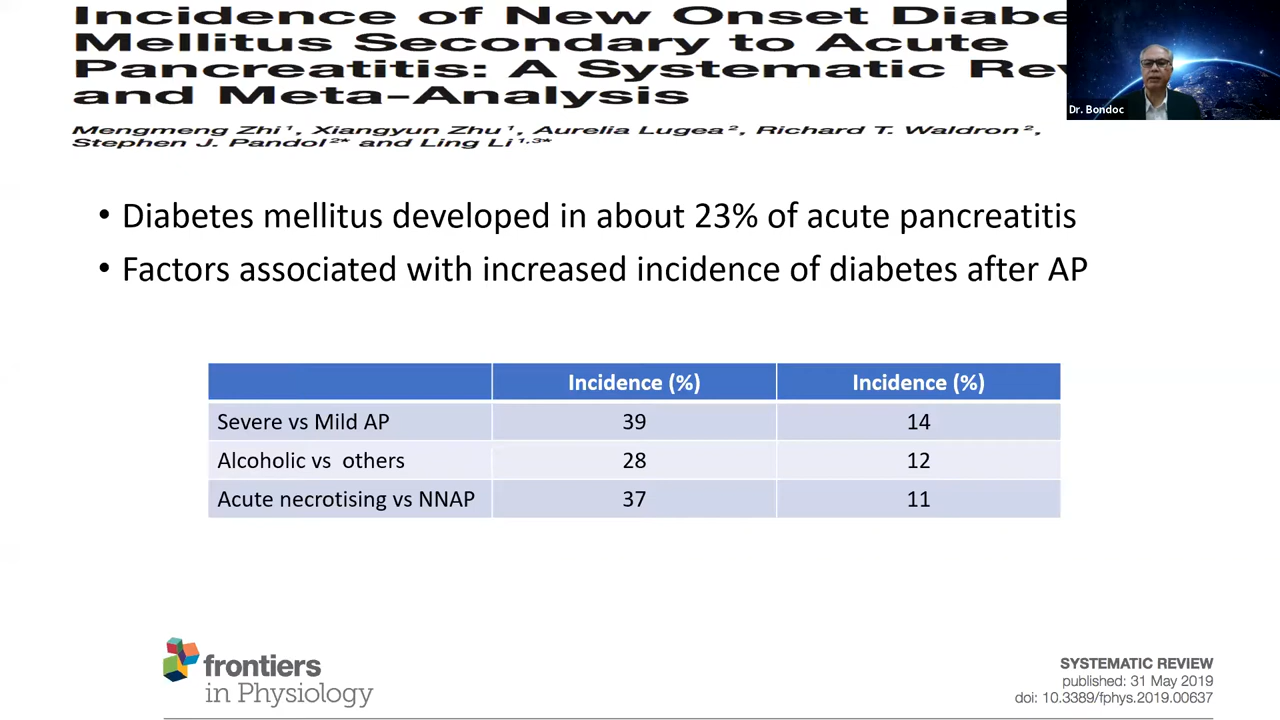 Incidence of New Onset Diabe
Mellitus Secondary to Acute
Pancreatitis: A Systematic Rev
and Meta-Analysis
Mengmeng Zhi¹, Xiangyun Zhu¹, Aurelia Lugea², Richard T. Waldron²,
Stephen J. Pandol²* and Ling Li¹,³*
Dr. Bondoc
• Diabetes mellitus developed in about 23% of acute pancreatitis
• Factors associated with increased incidence of diabetes after AP
Incidence (%) Incidence (%)
Severe vs Mild AP 39 14
Alcoholic vs others 28 12
Acute necrotising vs NNAP 37 11
frontiers
in Physiology
SYSTEMATIC REVIEW
published: 31 May 2019
doi: 10.3389/fphys.2019.00637